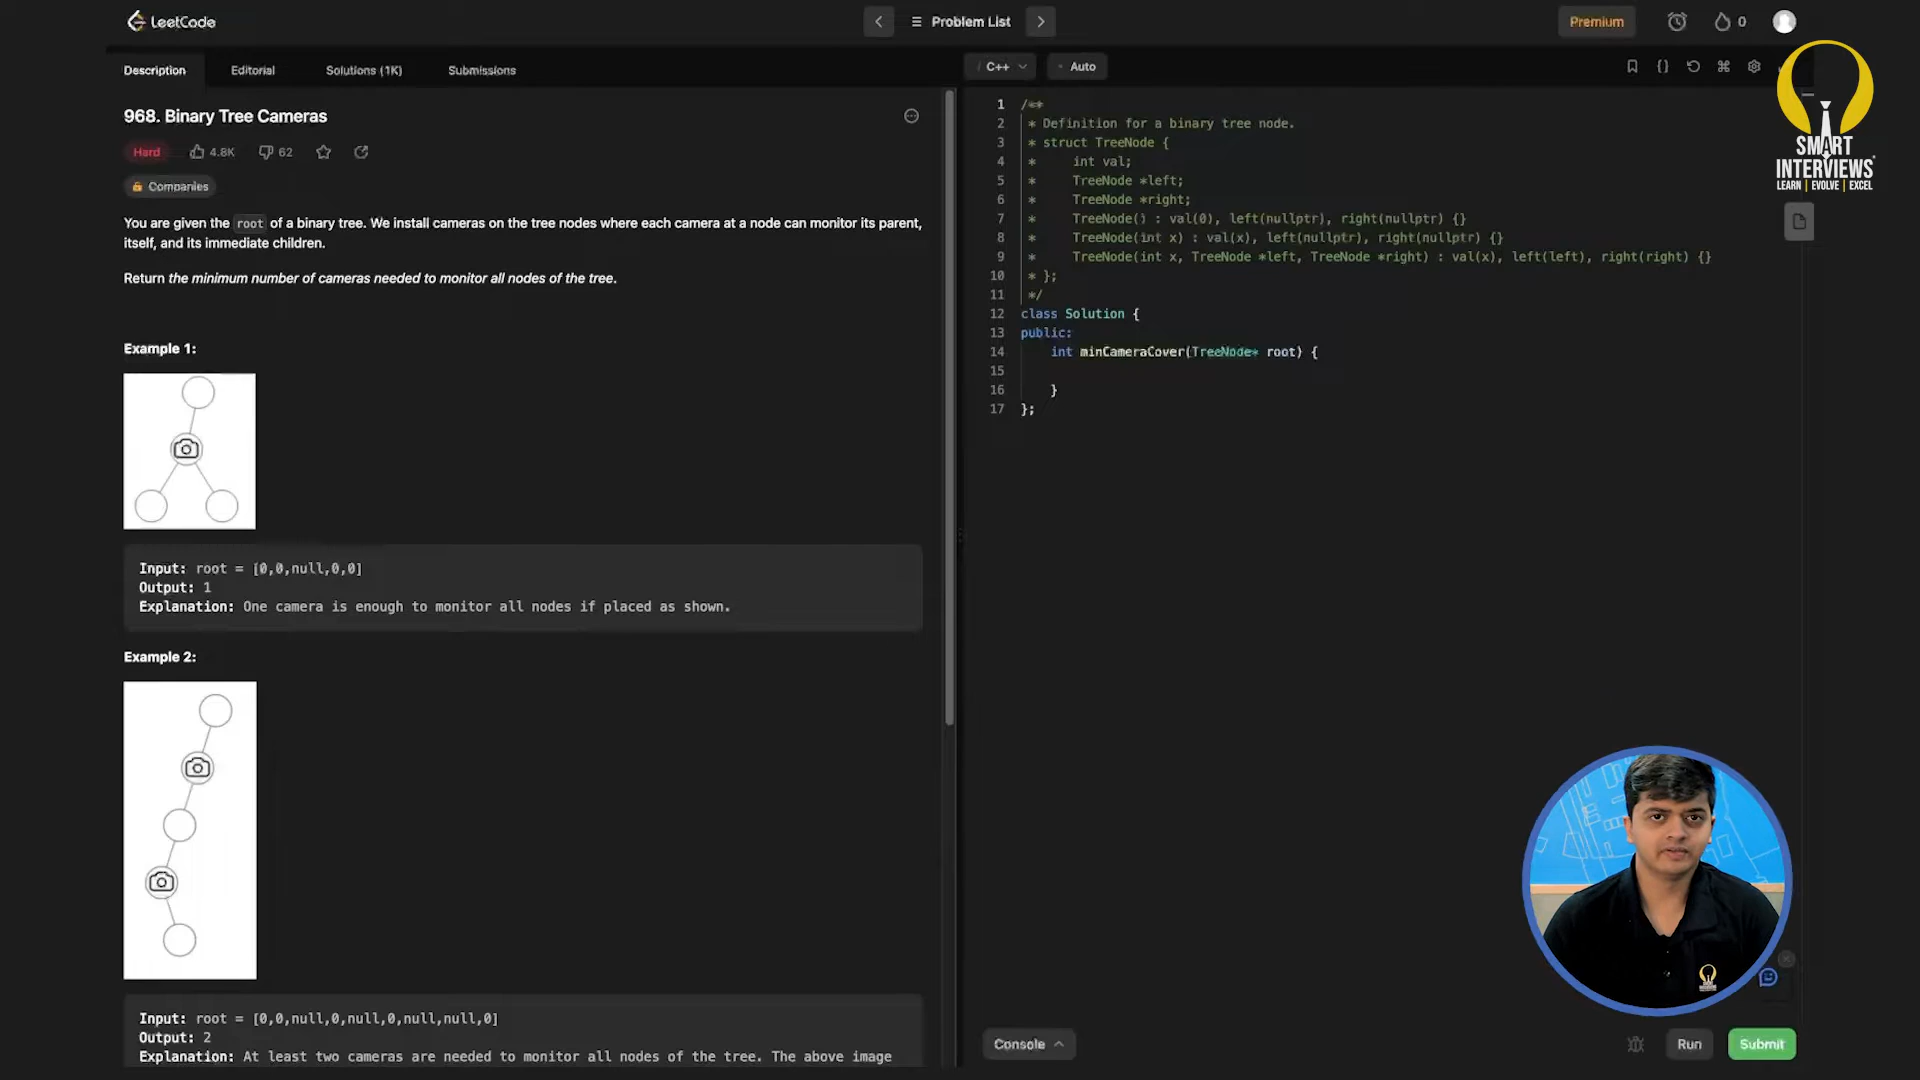 LeetCode
Problem List
Premium
0
Description
Editorial
Solutions (1K)
Submissions
C++
Auto
968. Binary Tree Cameras
Hard
4.8K
62
Companies
You are given the root of a binary tree. We install cameras on the tree nodes where each camera at a node can monitor its parent,
itself, and its immediate children.
Return the minimum number of cameras needed to monitor all nodes of the tree.
Example 1:
Input: root = [0,0,null,0,0]
Output: 1
Explanation: One camera is enough to monitor all nodes if placed as shown.
Example 2:
Input: root = [0,0,null,0,null,0,null,null,0]
Output: 2
Explanation: At least two cameras are needed to monitor all nodes of the tree. The above image
1 /**
2 * Definition for a binary tree node.
3 * struct TreeNode {
4 *     int val;
5 *     TreeNode *left;
6 *     TreeNode *right;
7 *     TreeNode() : val(0), left(nullptr), right(nullptr) {}
8 *     TreeNode(int x) : val(x), left(nullptr), right(nullptr) {}
9 *     TreeNode(int x, TreeNode *left, TreeNode *right) : val(x), left(left), right(right) {}
10 * };
11 */
12 class Solution {
13 public:
14     int minCameraCover(TreeNode* root) {
15
16     }
17 };
SMART
INTERVIEWS
LEARN | EVOLVE | EXCEL
Console
Run
Submit